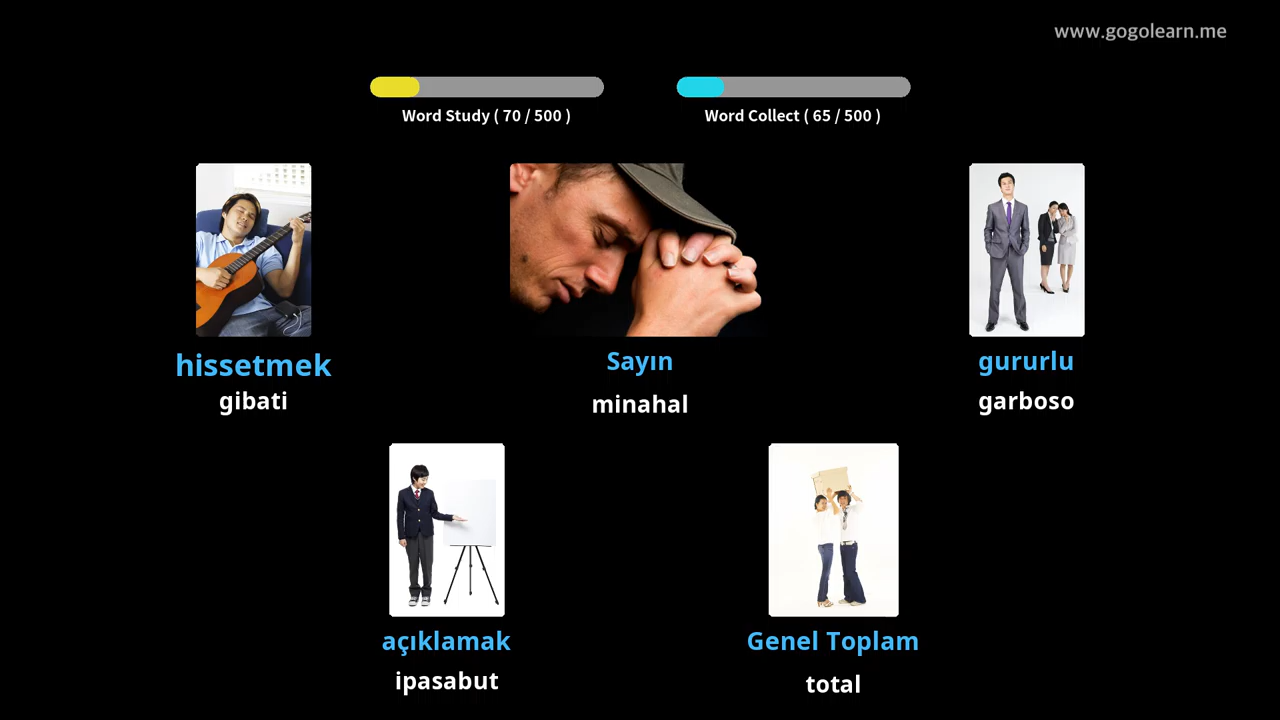 www.gogolearn.me
Word Study ( 70 / 500 )
Word Collect ( 65 / 500 )
hissetmek
gibati
Sayın
minahal
gururlu
garboso
açıklamak
ipasabut
Genel Toplam
total